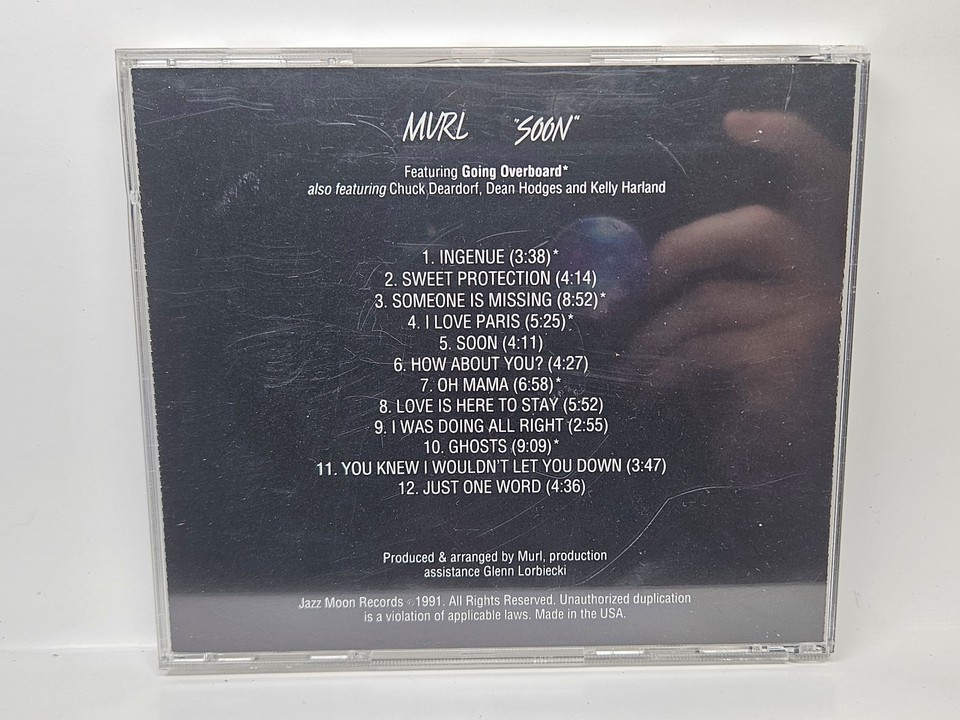 MURL "SOON"
Featuring Going Overboard*
also featuring Chuck Deardorf, Dean Hodges and Kelly Harland
1. INGENUE (3:38)*
2. SWEET PROTECTION (4:14)
3. SOMEONE IS MISSING (8:52)*
4. I LOVE PARIS (5:25)*
5. SOON (4:11)
6. HOW ABOUT YOU? (4:27)
7. OH MAMA (6:58)*
8. LOVE IS HERE TO STAY (5:52)
9. I WAS DOING ALL RIGHT (2:55)
10. GHOSTS (9:09)*
11. YOU KNEW I WOULDN'T LET YOU DOWN (3:47)
12. JUST ONE WORD (4:36)
Produced & arranged by Murl, production
assistance Glenn Lorbiecki
Jazz Moon Records ©1991. All Rights Reserved. Unauthorized duplication
is a violation of applicable laws. Made in the USA.